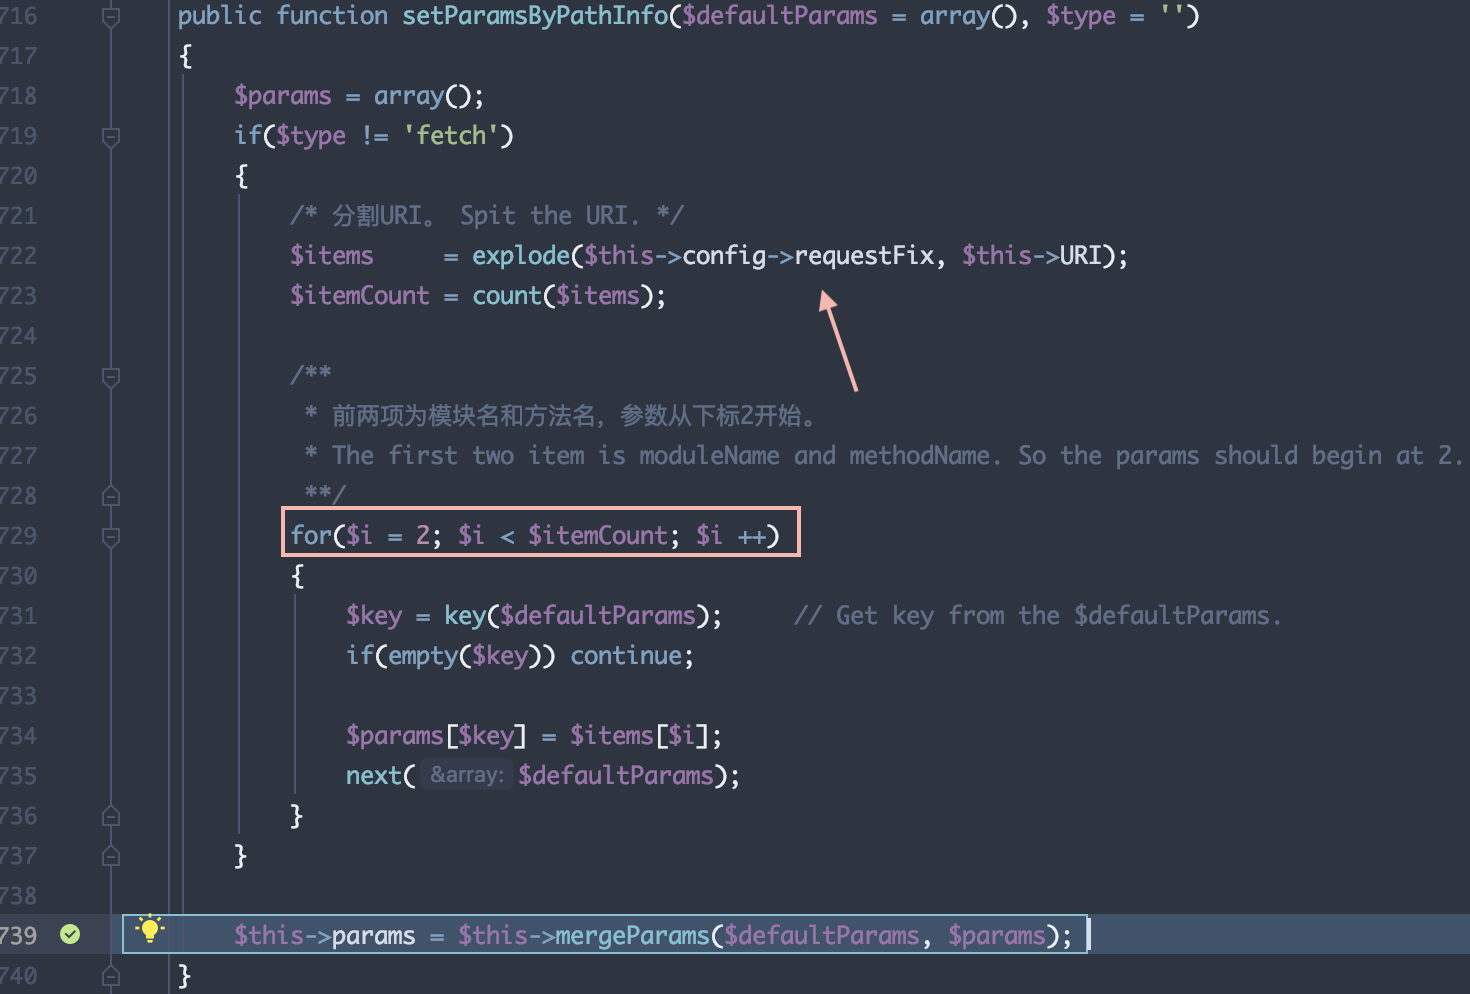 716 public function setParamsByPathInfo($defaultParams = array(), $type = '')
717 {
718 $params = array();
719 if($type != 'fetch')
720 {
721 /* 分割URI。 Spit the URI. */
722 $items = explode($this->config->requestFix, $this->URI);
723 $itemCount = count($items);
724
725 /**
726 * 前两项为模块名和方法名，参数从下标2开始。
727 * The first two item is moduleName and methodName. So the params should begin at 2.
728 **/
729 for($i = 2; $i < $itemCount; $i ++)
730 {
731 $key = key($defaultParams); // Get key from the $defaultParams.
732 if(empty($key)) continue;
733
734 $params[$key] = $items[$i];
735 next( &array: $defaultParams);
736 }
737 }
738
739 $this->params = $this->mergeParams($defaultParams, $params);
740 }